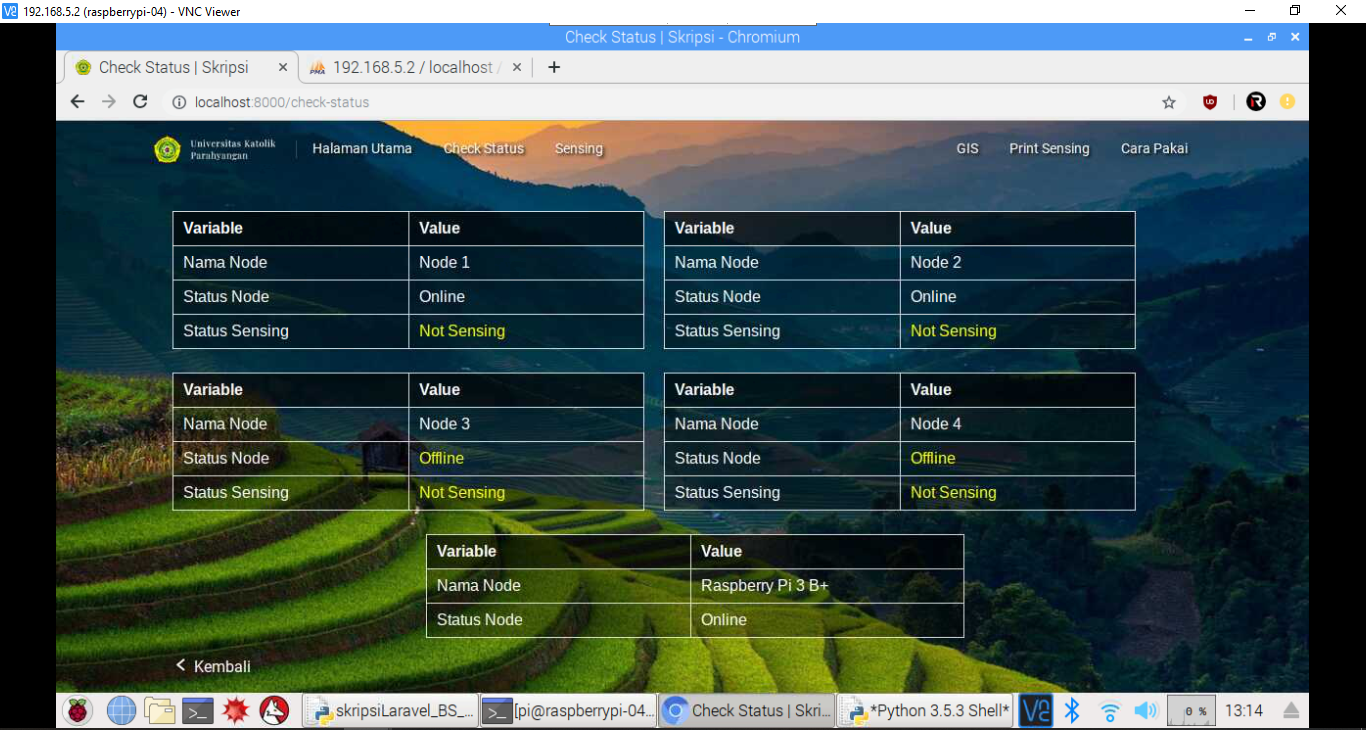 192.168.5.2 (raspberrypi-04) - VNC Viewer
Check Status | Skripsi - Chromium
Check Status | Skripsi
192.168.5.2 / localhost /
localhost:8000/check-status
Universitas Katolik
Parahyangan
Halaman Utama
Check Status
Sensing
GIS
Print Sensing
Cara Pakai
Variable Value
Nama Node Node 1
Status Node Online
Status Sensing Not Sensing
Variable Value
Nama Node Node 2
Status Node Online
Status Sensing Not Sensing
Variable Value
Nama Node Node 3
Status Node Offline
Status Sensing Not Sensing
Variable Value
Nama Node Node 4
Status Node Offline
Status Sensing Not Sensing
Variable Value
Nama Node Raspberry Pi 3 B+
Status Node Online
< Kembali
skripsiLaravel_BS_...
[pi@raspberrypi-04...
Check Status | Skri...
*Python 3.5.3 Shell*
0 %
13:14